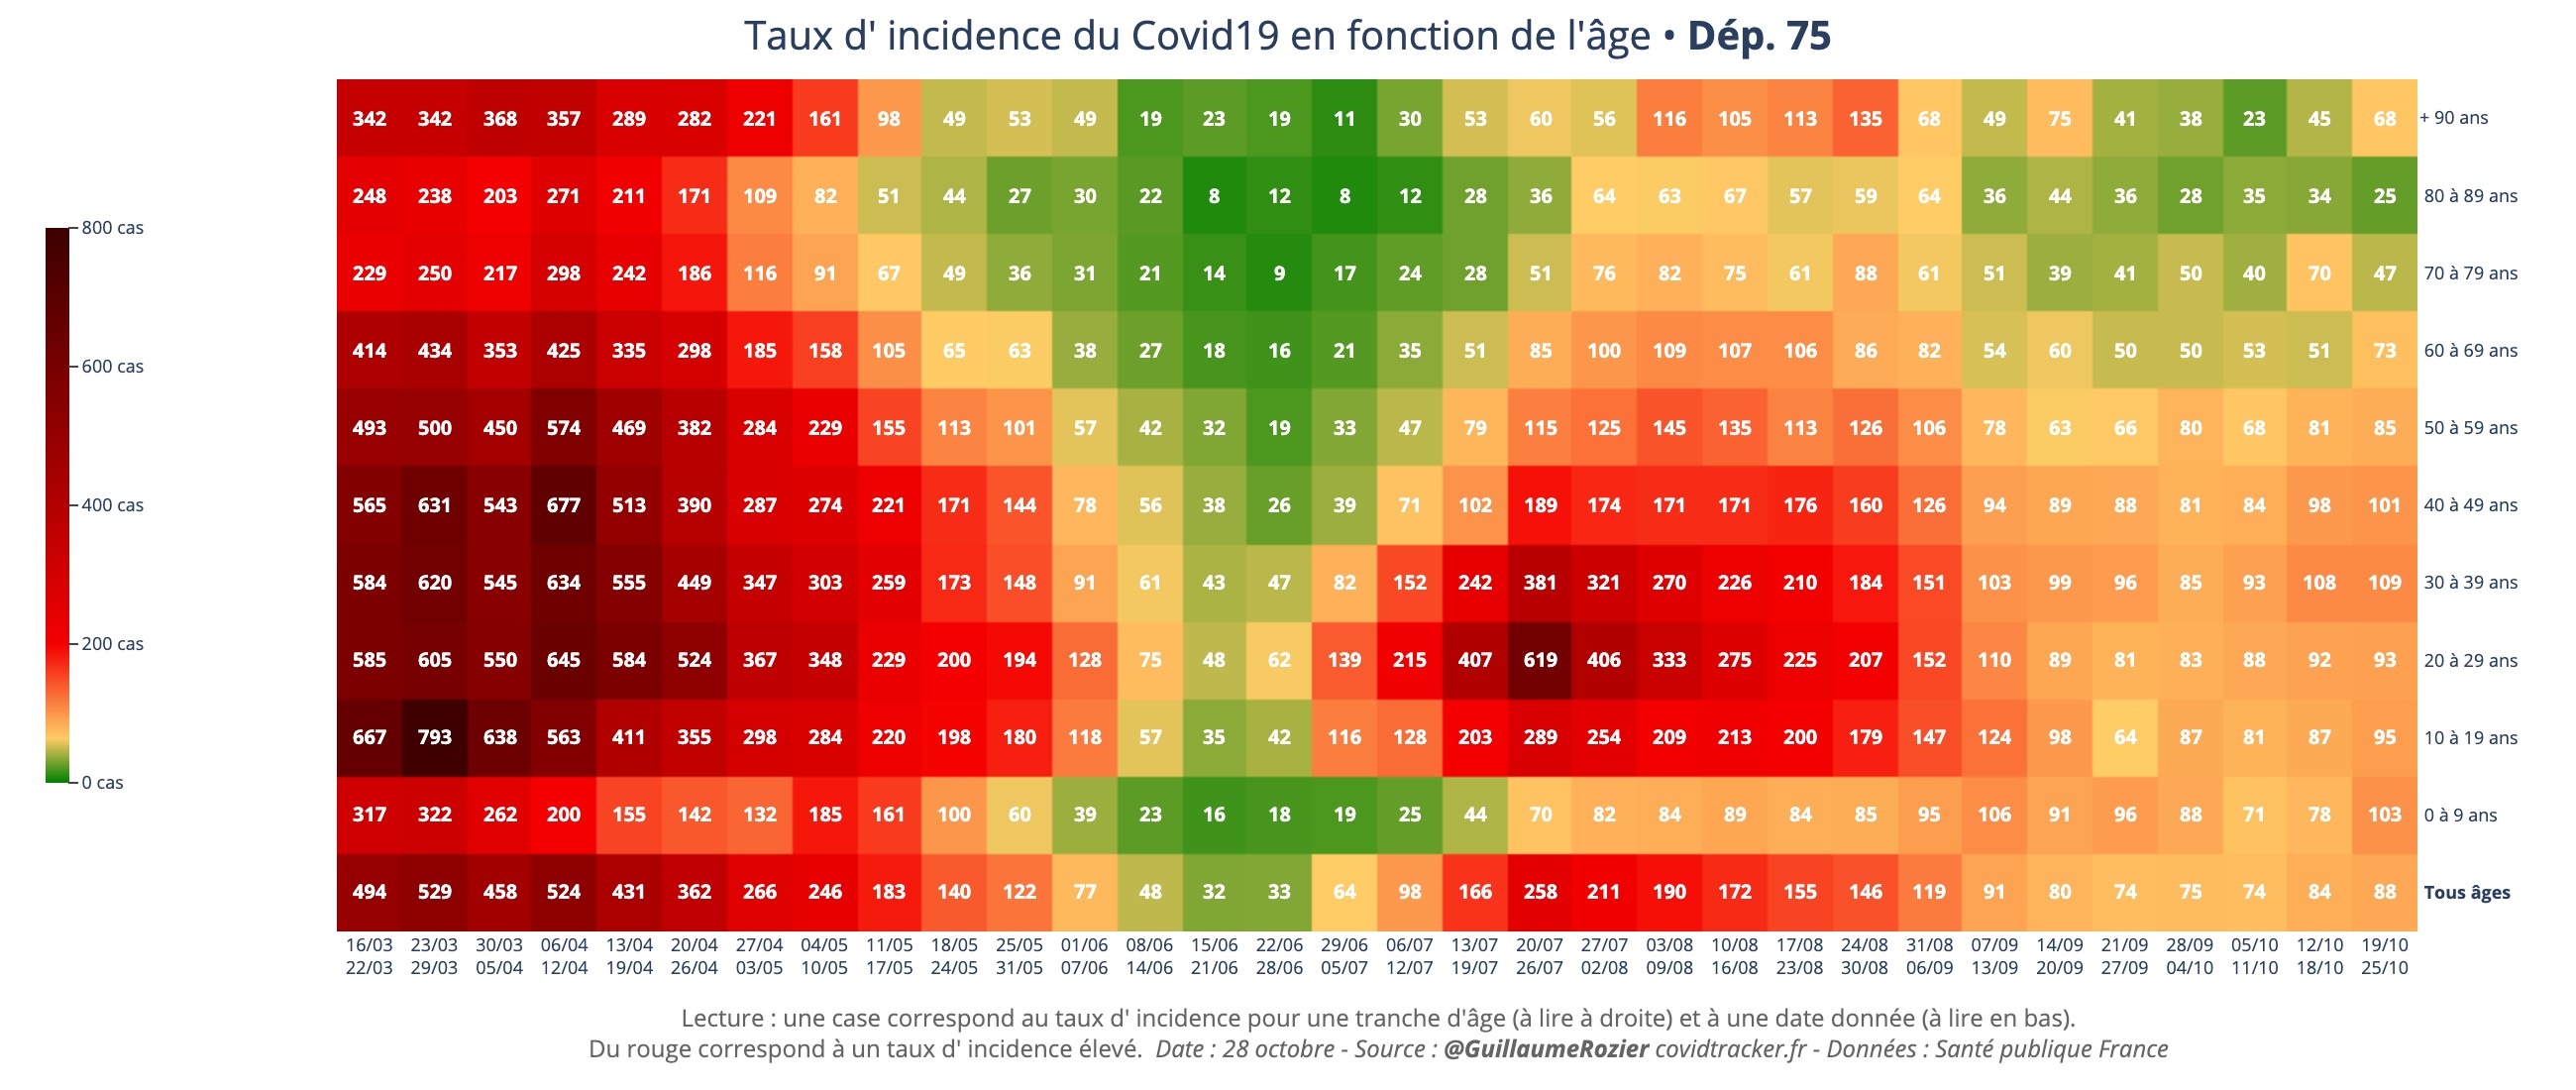 Taux d' incidence du Covid19 en fonction de l'âge • Dép. 75
342 342 368 357 289 282 221 161 98 49 53 49 19 23 19 11 30 53 60 56 116 105 113 135 68 49 75 41 38 23 45 68 + 90 ans
248 238 203 271 211 171 109 82 51 44 27 30 22 8 12 8 12 28 36 64 63 67 57 59 64 36 44 36 28 35 34 25 80 à 89 ans
229 250 217 298 242 186 116 91 67 49 36 31 21 14 9 17 24 28 51 76 82 75 61 88 61 51 39 41 50 40 70 47 70 à 79 ans
414 434 353 425 335 298 185 158 105 65 63 38 27 18 16 21 35 51 85 100 109 107 106 86 82 54 60 50 50 53 51 73 60 à 69 ans
493 500 450 574 469 382 284 229 155 113 101 57 42 32 19 33 47 79 115 125 145 135 113 126 106 78 63 66 80 68 81 85 50 à 59 ans
565 631 543 677 513 390 287 274 221 171 144 78 56 38 26 39 71 102 189 174 171 171 176 160 126 94 89 88 81 84 98 101 40 à 49 ans
584 620 545 634 555 449 347 303 259 173 148 91 61 43 47 82 152 242 381 321 270 226 210 184 151 103 99 96 85 93 108 109 30 à 39 ans
585 605 550 645 584 524 367 348 229 200 194 128 75 48 62 139 215 407 619 406 333 275 225 207 152 110 89 81 83 88 92 93 20 à 29 ans
667 793 638 563 411 355 298 284 220 198 180 118 57 35 42 116 128 203 289 254 209 213 200 179 147 124 98 64 87 81 87 95 10 à 19 ans
317 322 262 200 155 142 132 185 161 100 60 39 23 16 18 19 25 44 70 82 84 89 84 85 95 106 91 96 88 71 78 103 0 à 9 ans
494 529 458 524 431 362 266 246 183 140 122 77 48 32 33 64 98 166 258 211 190 172 155 146 119 91 80 74 75 74 84 88 Tous âges
16/03 23/03 30/03 06/04 13/04 20/04 27/04 04/05 11/05 18/05 25/05 01/06 08/06 15/06 22/06 29/06 06/07 13/07 20/07 27/07 03/08 10/08 17/08 24/08 31/08 07/09 14/09 21/09 28/09 05/10 12/10 19/10
22/03 29/03 05/04 12/04 19/04 26/04 03/05 10/05 17/05 24/05 31/05 07/06 14/06 21/06 28/06 05/07 12/07 19/07 26/07 02/08 09/08 16/08 23/08 30/08 06/09 13/09 20/09 27/09 04/10 11/10 18/10 25/10
800 cas
600 cas
400 cas
200 cas
0 cas
Lecture : une case correspond au taux d' incidence pour une tranche d'âge (à lire à droite) et à une date donnée (à lire en bas).
Du rouge correspond à un taux d' incidence élevé. Date : 28 octobre - Source : @GuillaumeRozier covidtracker.fr - Données : Santé publique France